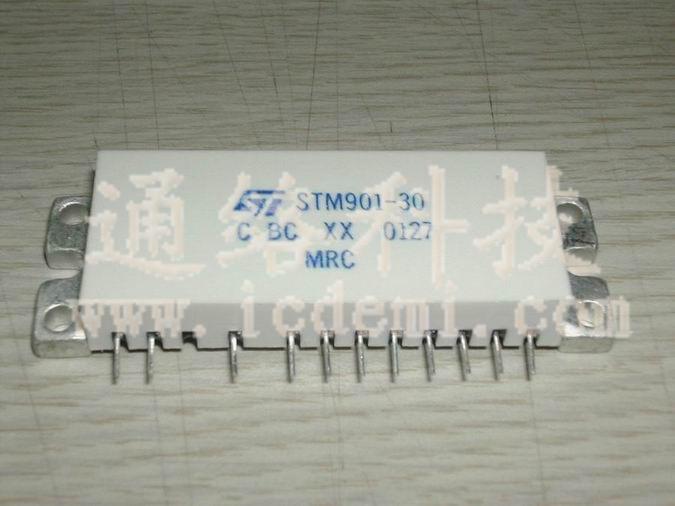 ST STM901-30
C BC XX 0127
MRC
通络科技
www.icdemi.com